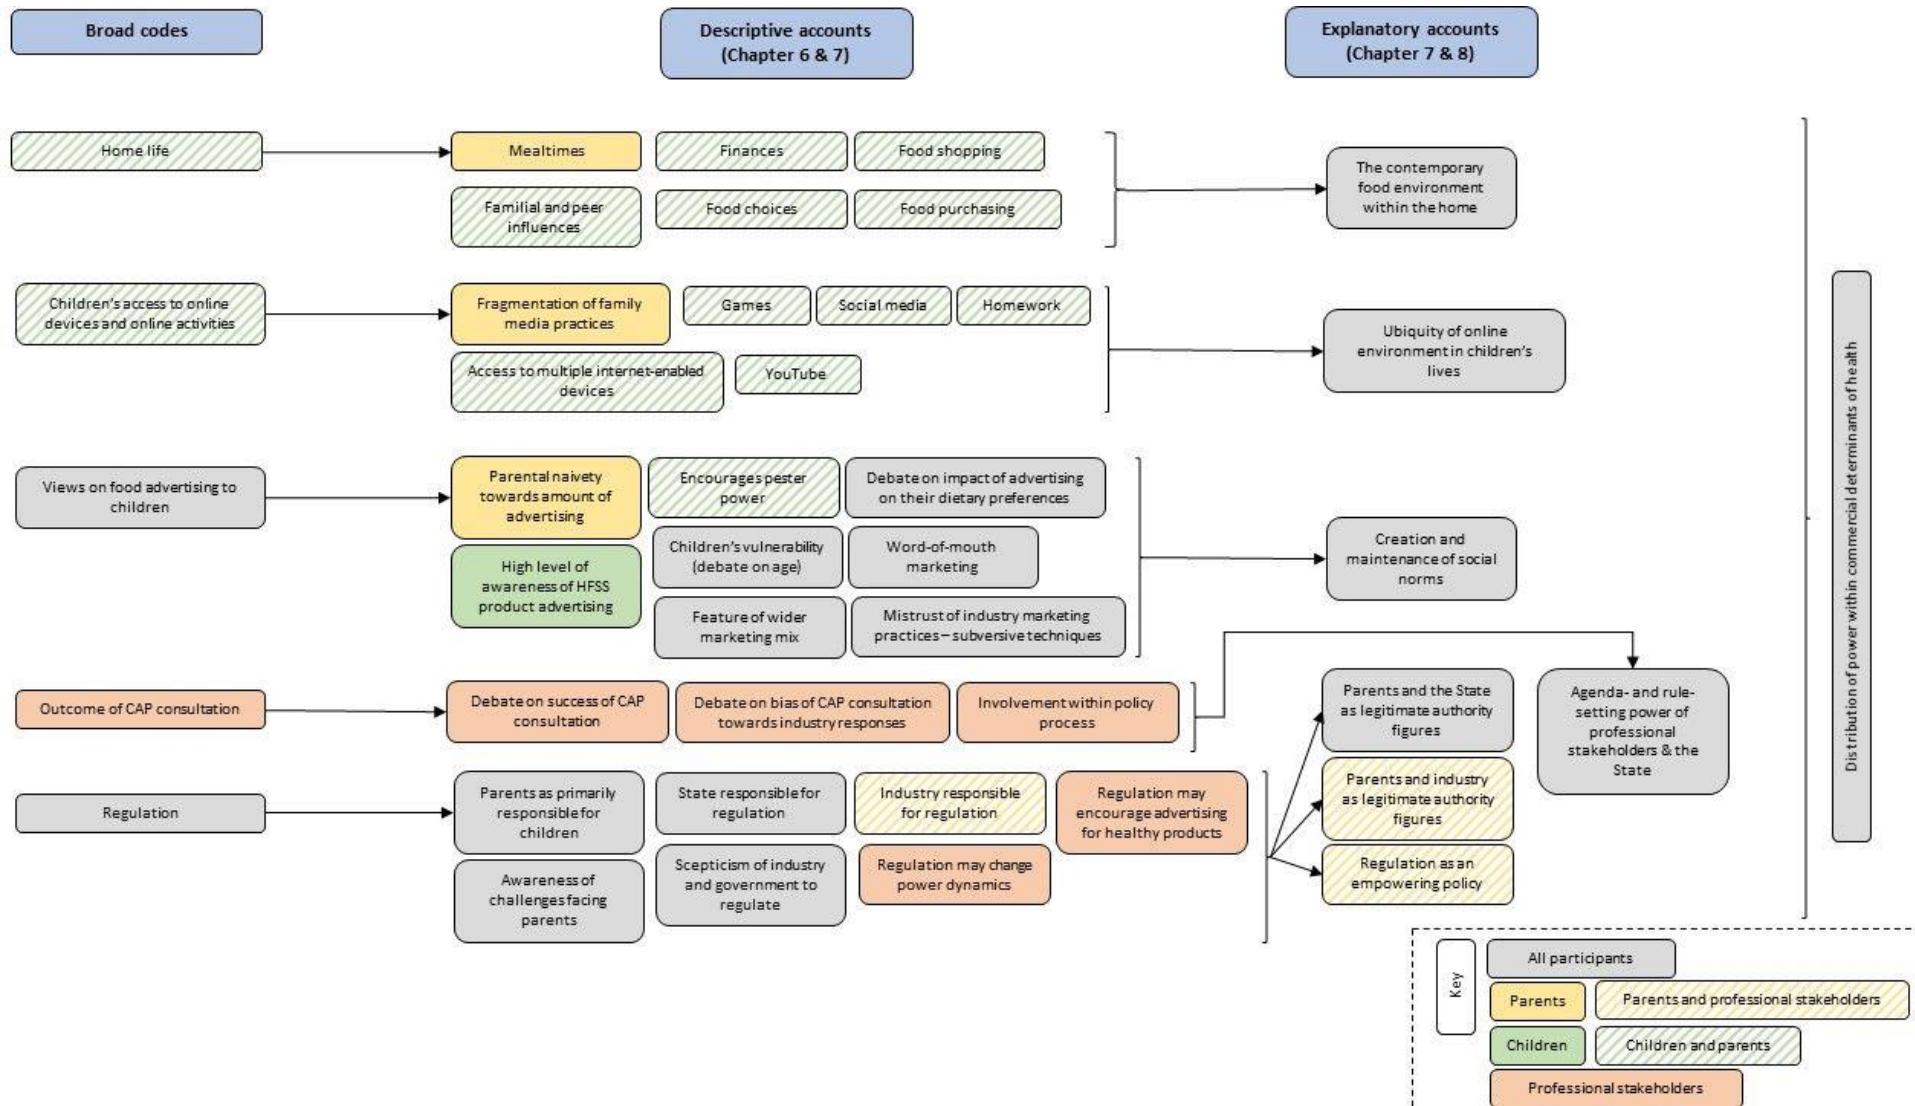 Broad codes
Descriptive accounts
(Chapter 6 & 7)
Explanatory accounts
(Chapter 7 & 8)
Home life
Mealtimes
Finances
Food shopping
Familial and peer
influences
Food choices
Food purchasing
The contemporary
food environment
within the home
Children's access to online
devices and online activities
Fragmentation of family
media practices
Games
Social media
Homework
Access to multiple internet-enabled
devices
YouTube
Ubiquity of online
environment in children's
lives
Views on food advertising to
children
Parental naivety
towards amount of
advertising
Encourages pester
power
Debate on impact of advertising
on their dietary preferences
High level of
awareness of HFSS
product advertising
Children's vulnerability
(debate on age)
Word-of-mouth
marketing
Feature of wider
marketing mix
Mistrust of industry marketing
practices – subversive techniques
Creation and
maintenance of social
norms
Outcome of CAP consultation
Debate on success of CAP
consultation
Debate on bias of CAP consultation
towards industry responses
Involvement within policy
process
Agenda- and rule-
setting power of
professional
stakeholders & the
State
Regulation
Parents as primarily
responsible for
children
State responsible for
regulation
Industry responsible
for regulation
Regulation may
encourage advertising
for healthy products
Awareness of
challenges facing
parents
Scepticism of industry
and government to
regulate
Regulation may change
power dynamics
Parents and the State
as legitimate authority
figures
Parents and industry
as legitimate authority
figures
Regulation as an
empowering policy
Distribution of power within commercial determinants of health
Key
All participants
Parents
Parents and professional stakeholders
Children
Children and parents
Professional stakeholders